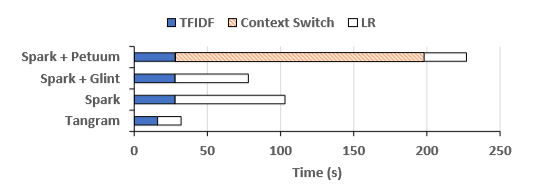 TFIDF Context Switch LR
Spark + Petuum
Spark + Glint
Spark
Tangram
0 50 100 150 200 250
Time (s)